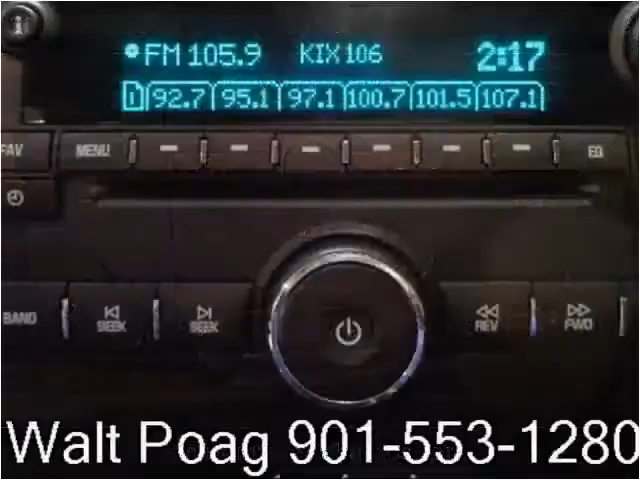 FM 105.9 KIX 106 2:17
1 92.7 95.1 97.1 100.7 101.5 107.1
FAV MENU EQ
BAND SEEK SEEK REV FWD
Walt Poag 901-553-1280